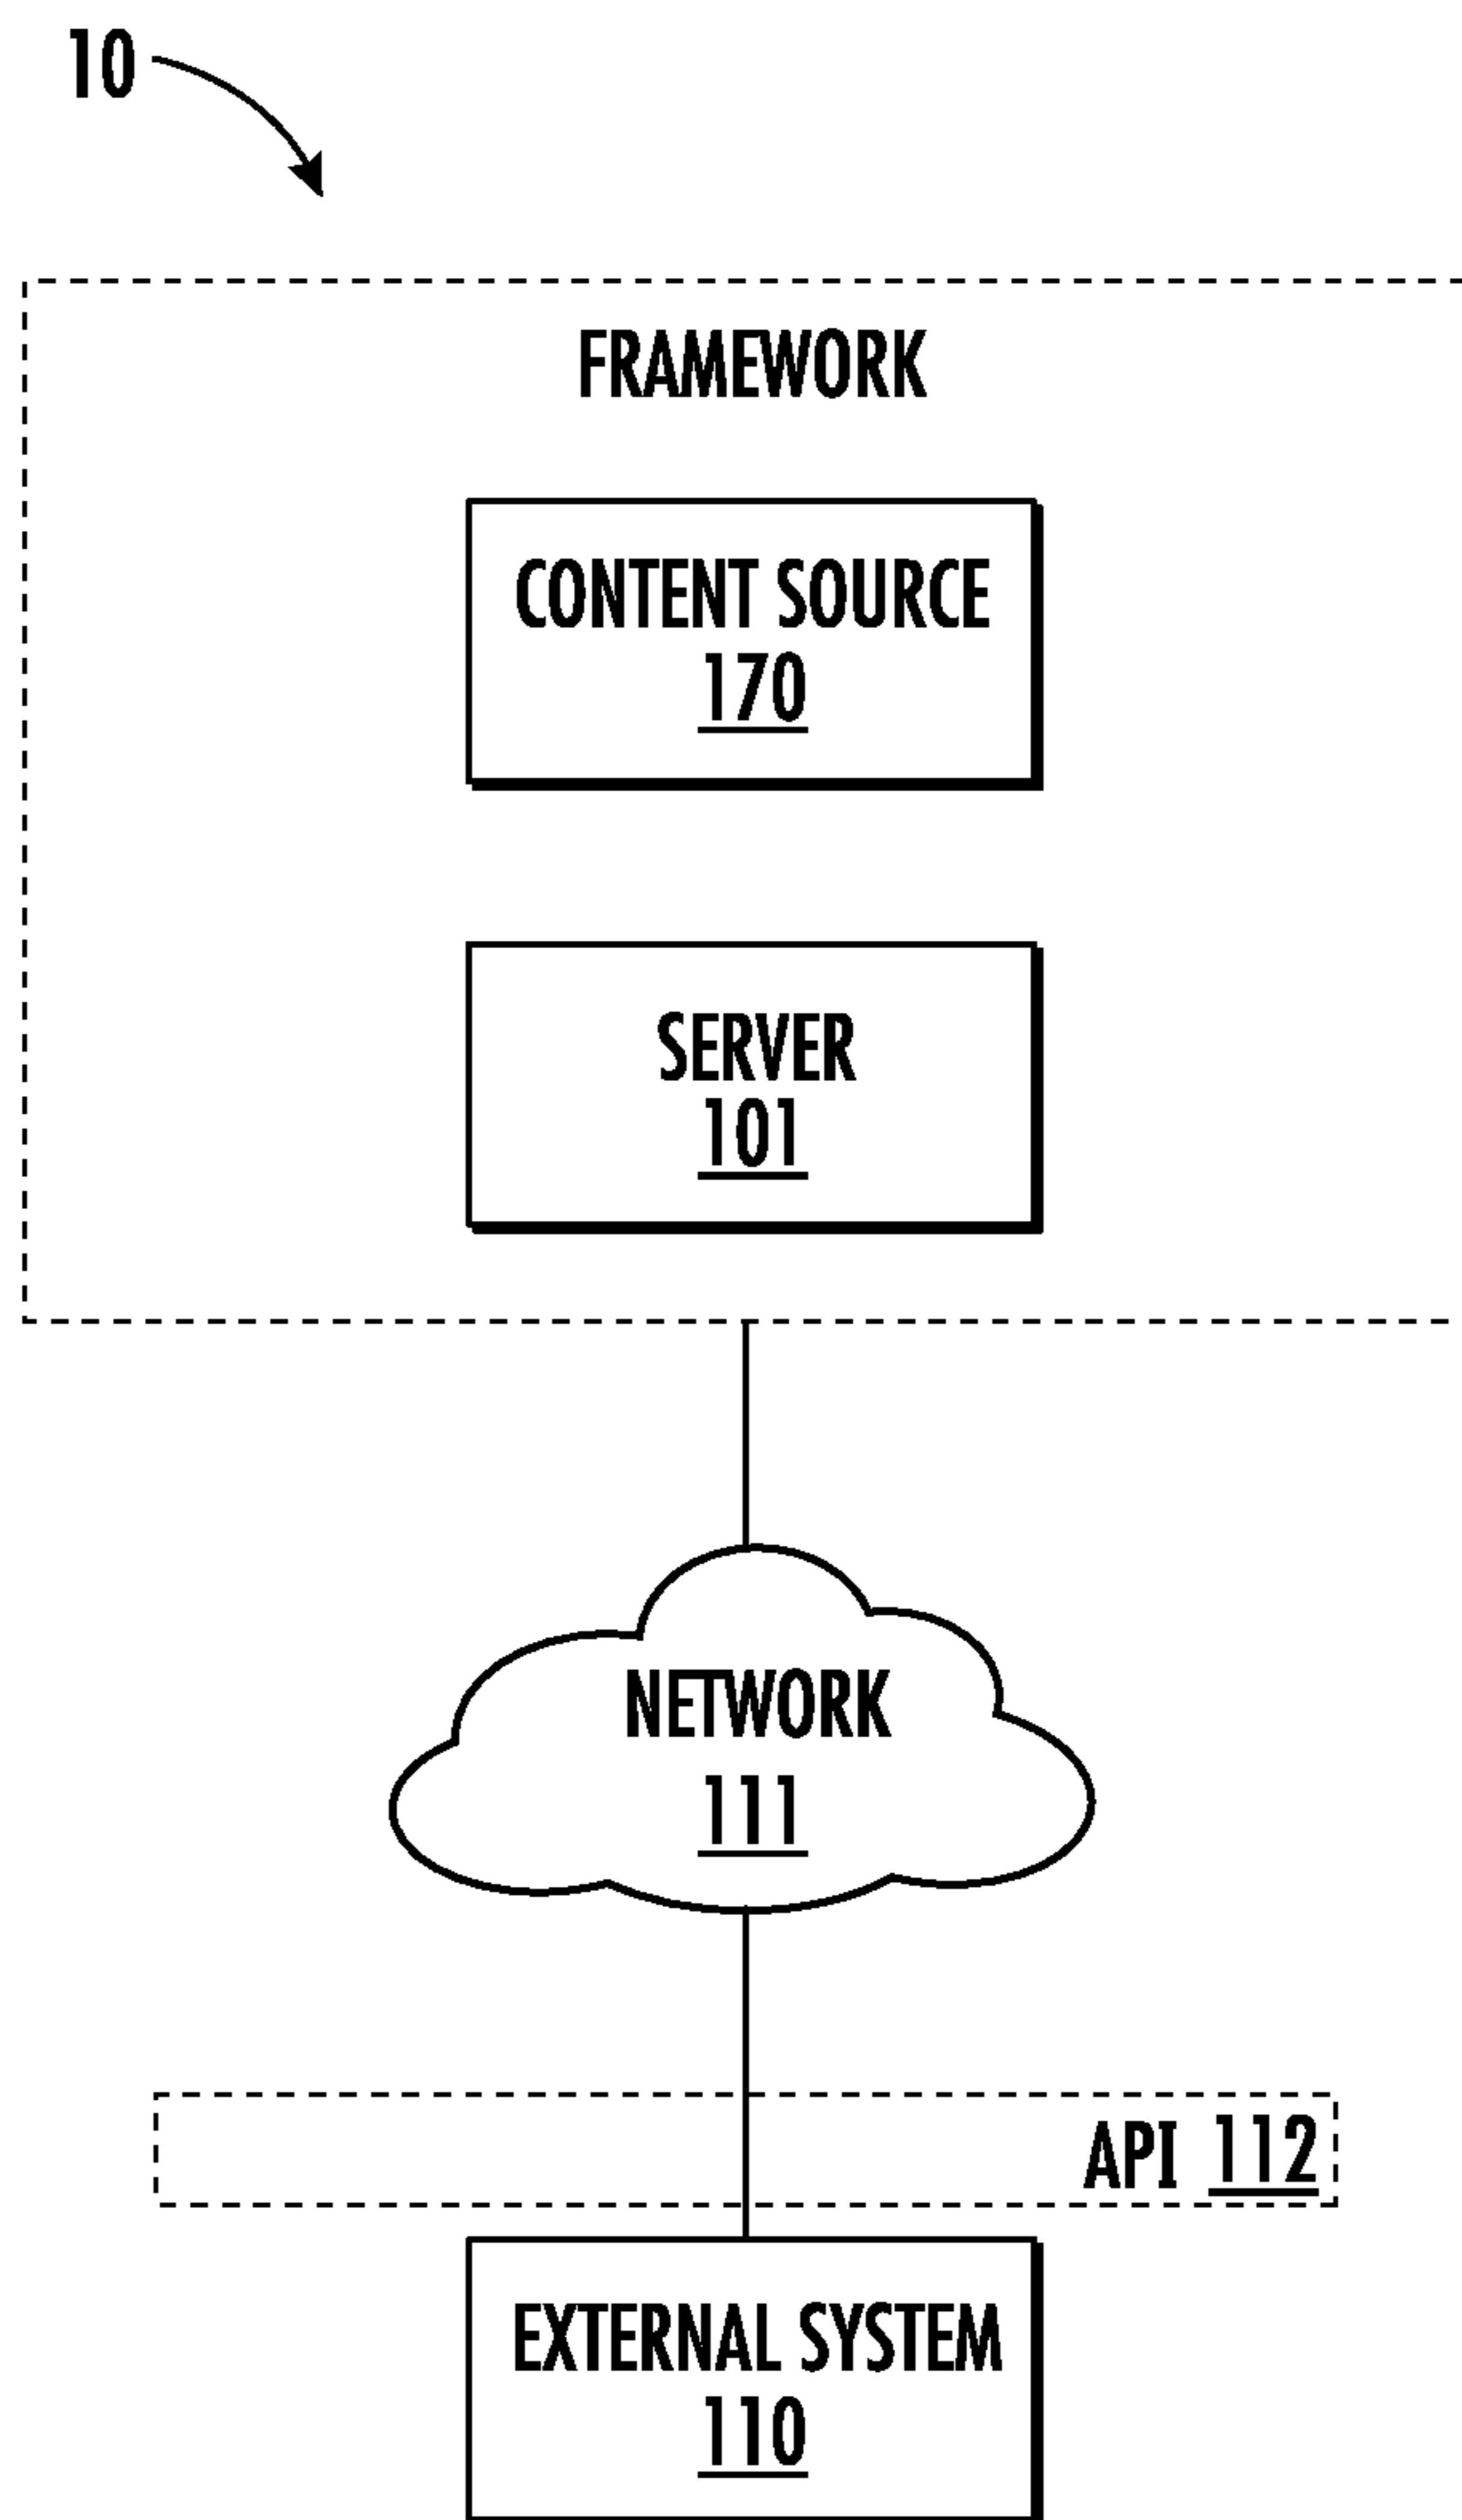 10
FRAMEWORK
CONTENT SOURCE
170
SERVER
101
NETWORK
111
API 112
EXTERNAL SYSTEM
110